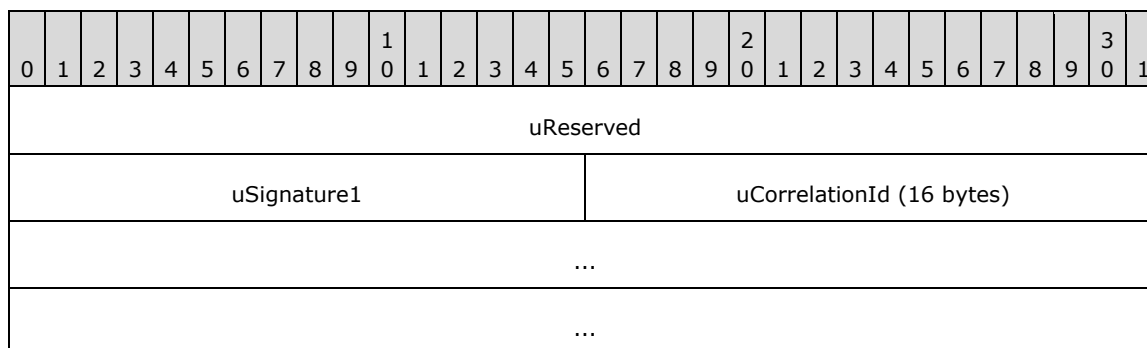 1 2 3
0 1 2 3 4 5 6 7 8 9 0 1 2 3 4 5 6 7 8 9 0 1 2 3 4 5 6 7 8 9 0 1
uReserved
uSignature1 uCorrelationId (16 bytes)
...
...